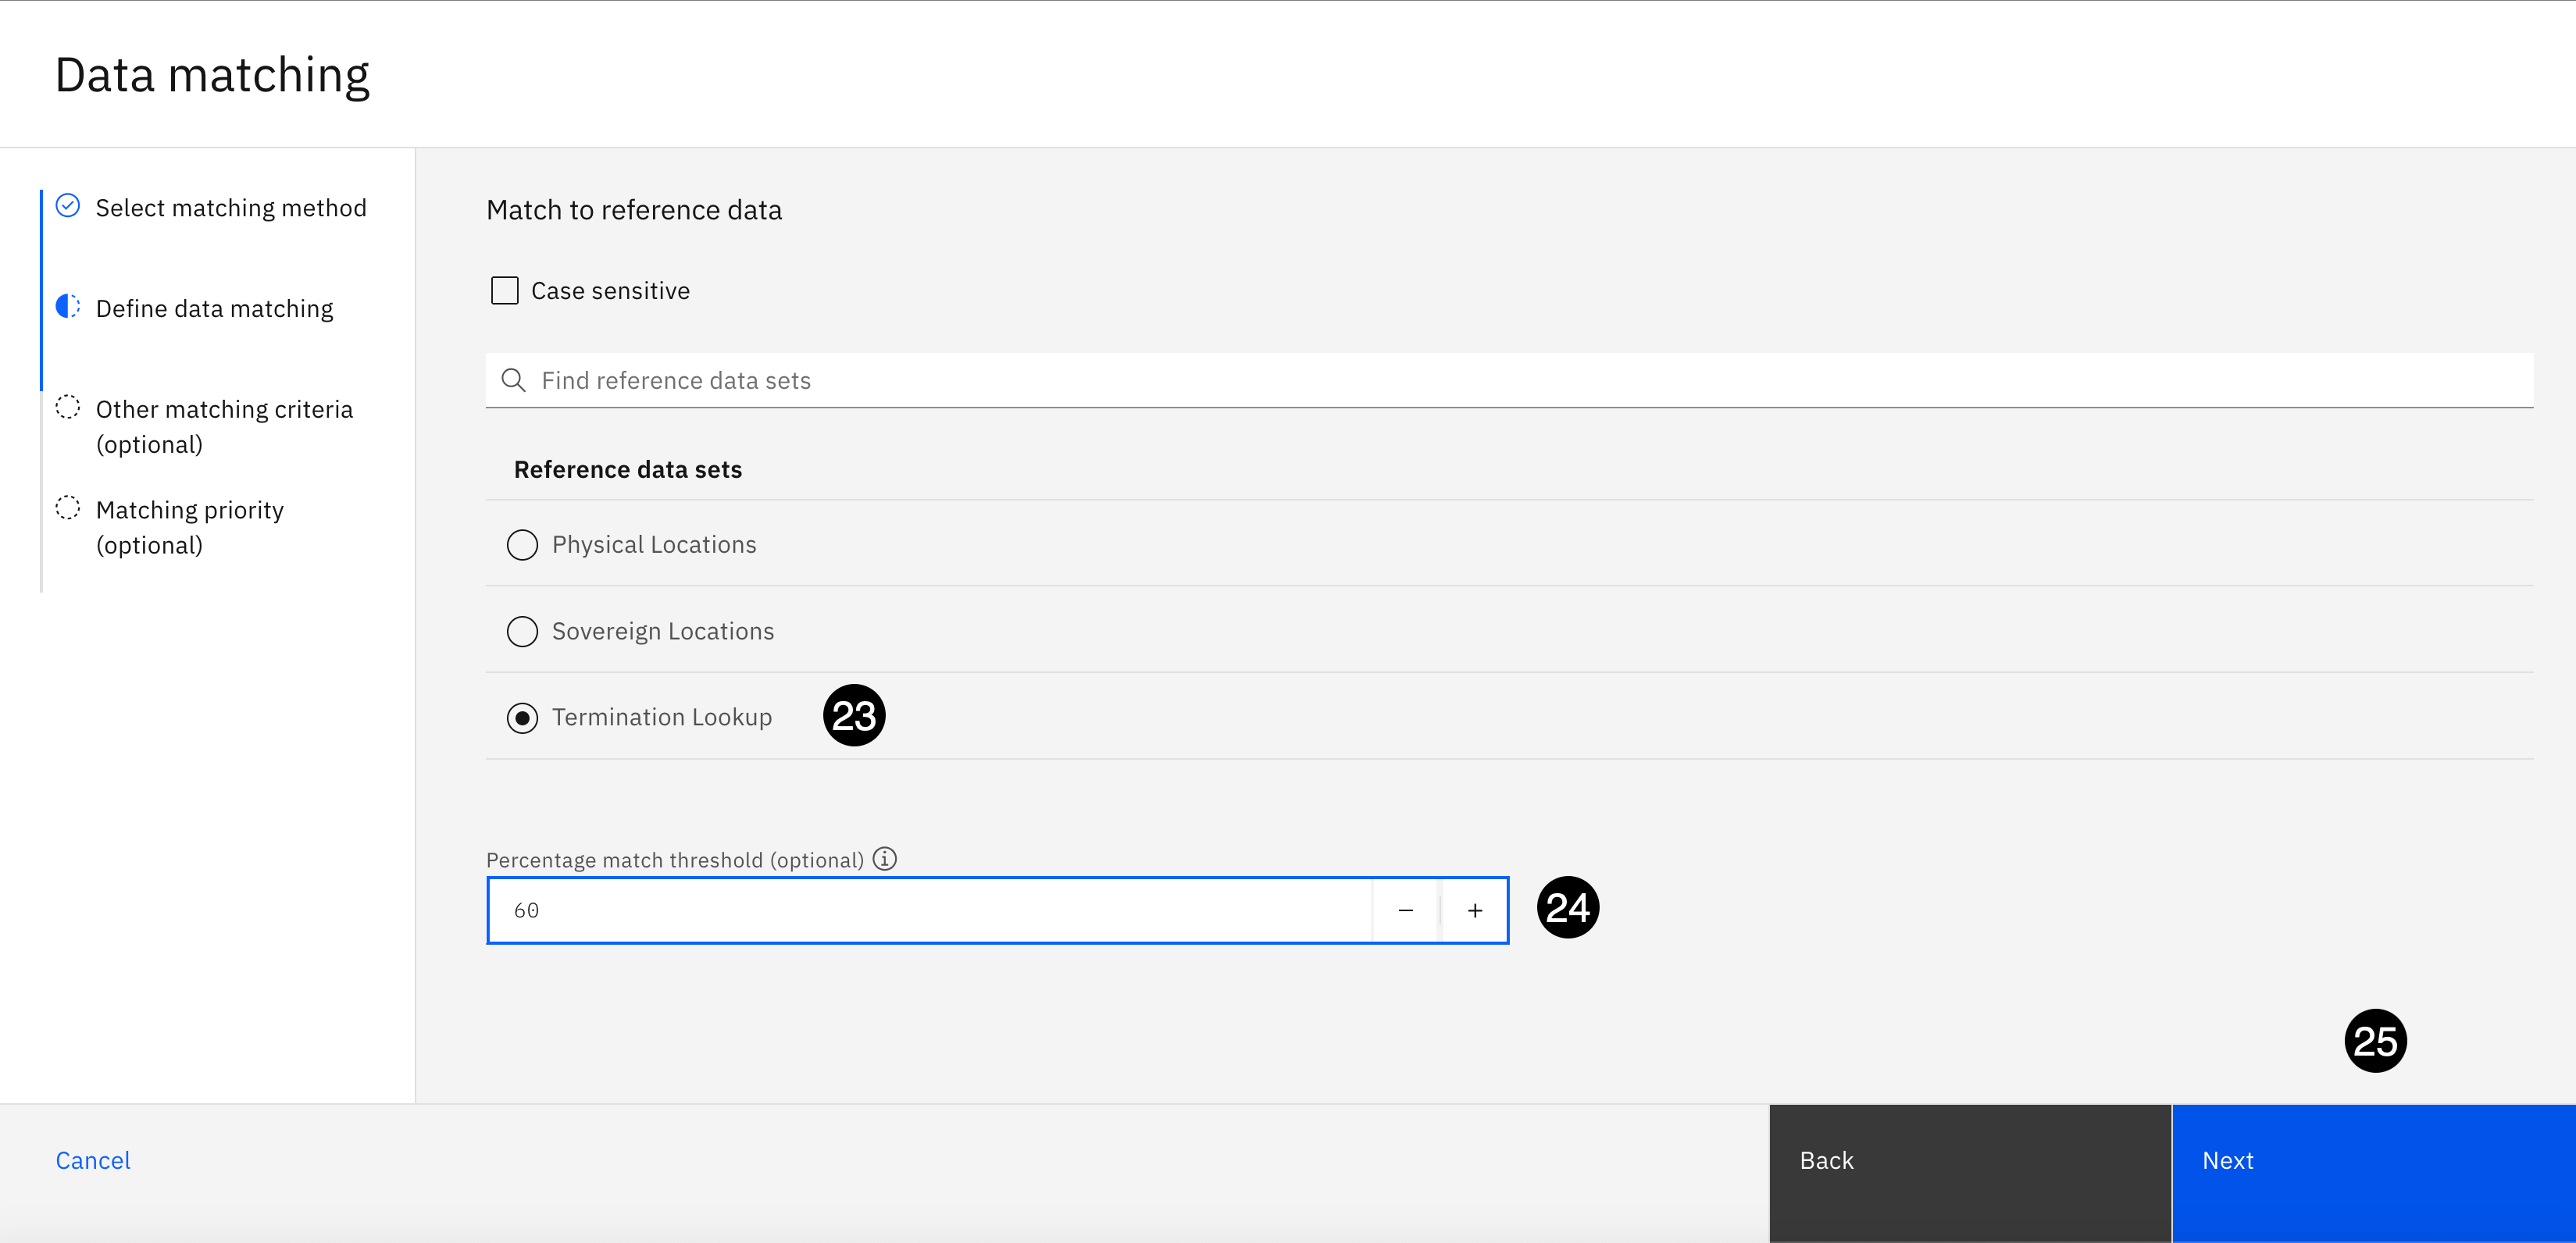 Data matching
Select matching method
Define data matching
Other matching criteria
(optional)
Matching priority
(optional)
Match to reference data
Case sensitive
Find reference data sets
Reference data sets
Physical Locations
Sovereign Locations
Termination Lookup
23
Percentage match threshold (optional)
60
24
25
Cancel
Back
Next